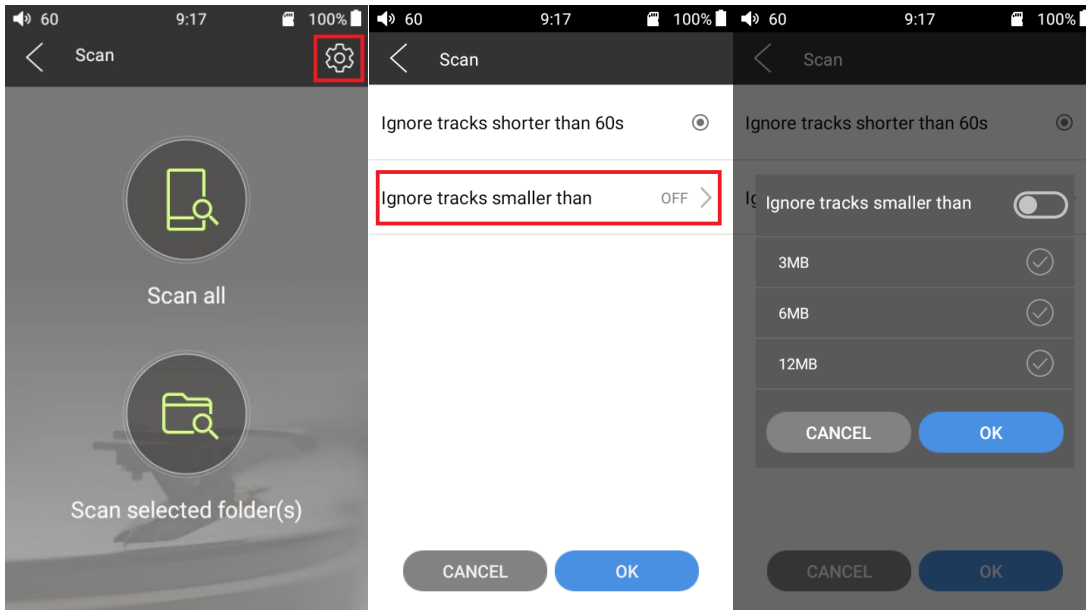 60 9:17 100%
Scan
Scan all
Scan selected folder(s)
60 9:17 100%
Scan
Ignore tracks shorter than 60s
Ignore tracks smaller than OFF
CANCEL OK
60 9:17 100%
Scan
Ignore tracks shorter than 60s
Ig
Ignore tracks smaller than
3MB
6MB
12MB
CANCEL OK
CANCEL OK